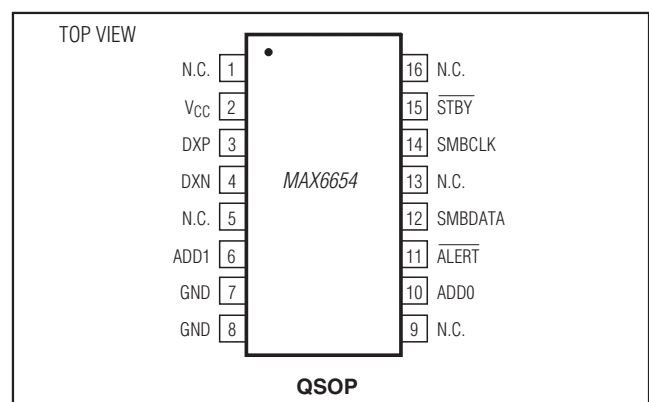 TOP VIEW
N.C. 1 16 N.C.
VCC 2 15 STBY
DXP 3 14 SMBCLK
DXN 4 MAX6654 13 N.C.
N.C. 5 12 SMBDATA
ADD1 6 11 ALERT
GND 7 10 ADD0
GND 8 9 N.C.
QSOP